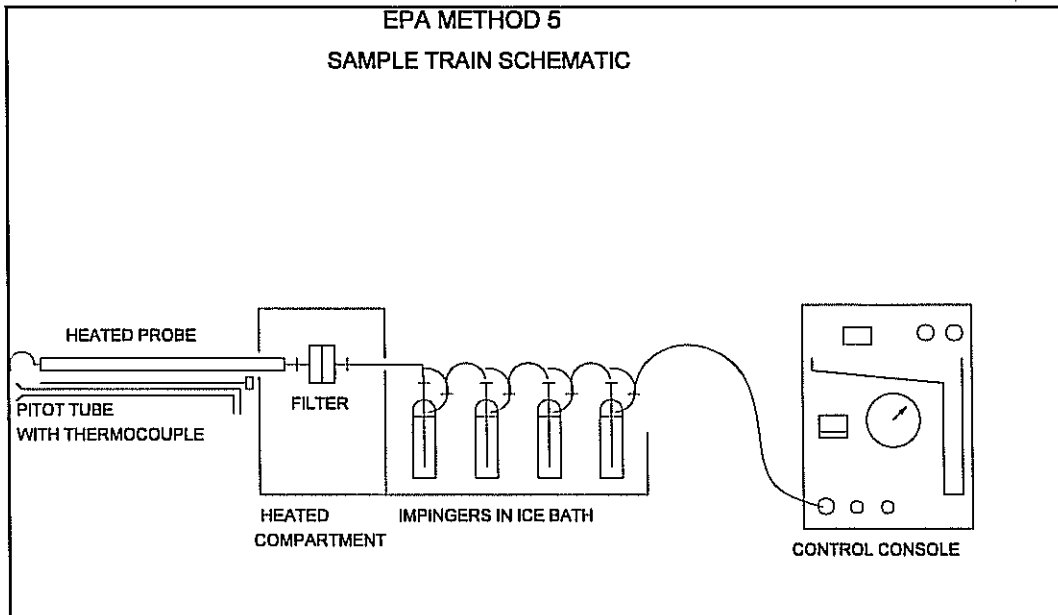 EPA METHOD 5
SAMPLE TRAIN SCHEMATIC
HEATED PROBE
PITOT TUBE
WITH THERMOCOUPLE
FILTER
HEATED
COMPARTMENT
IMPINGERS IN ICE BATH
CONTROL CONSOLE